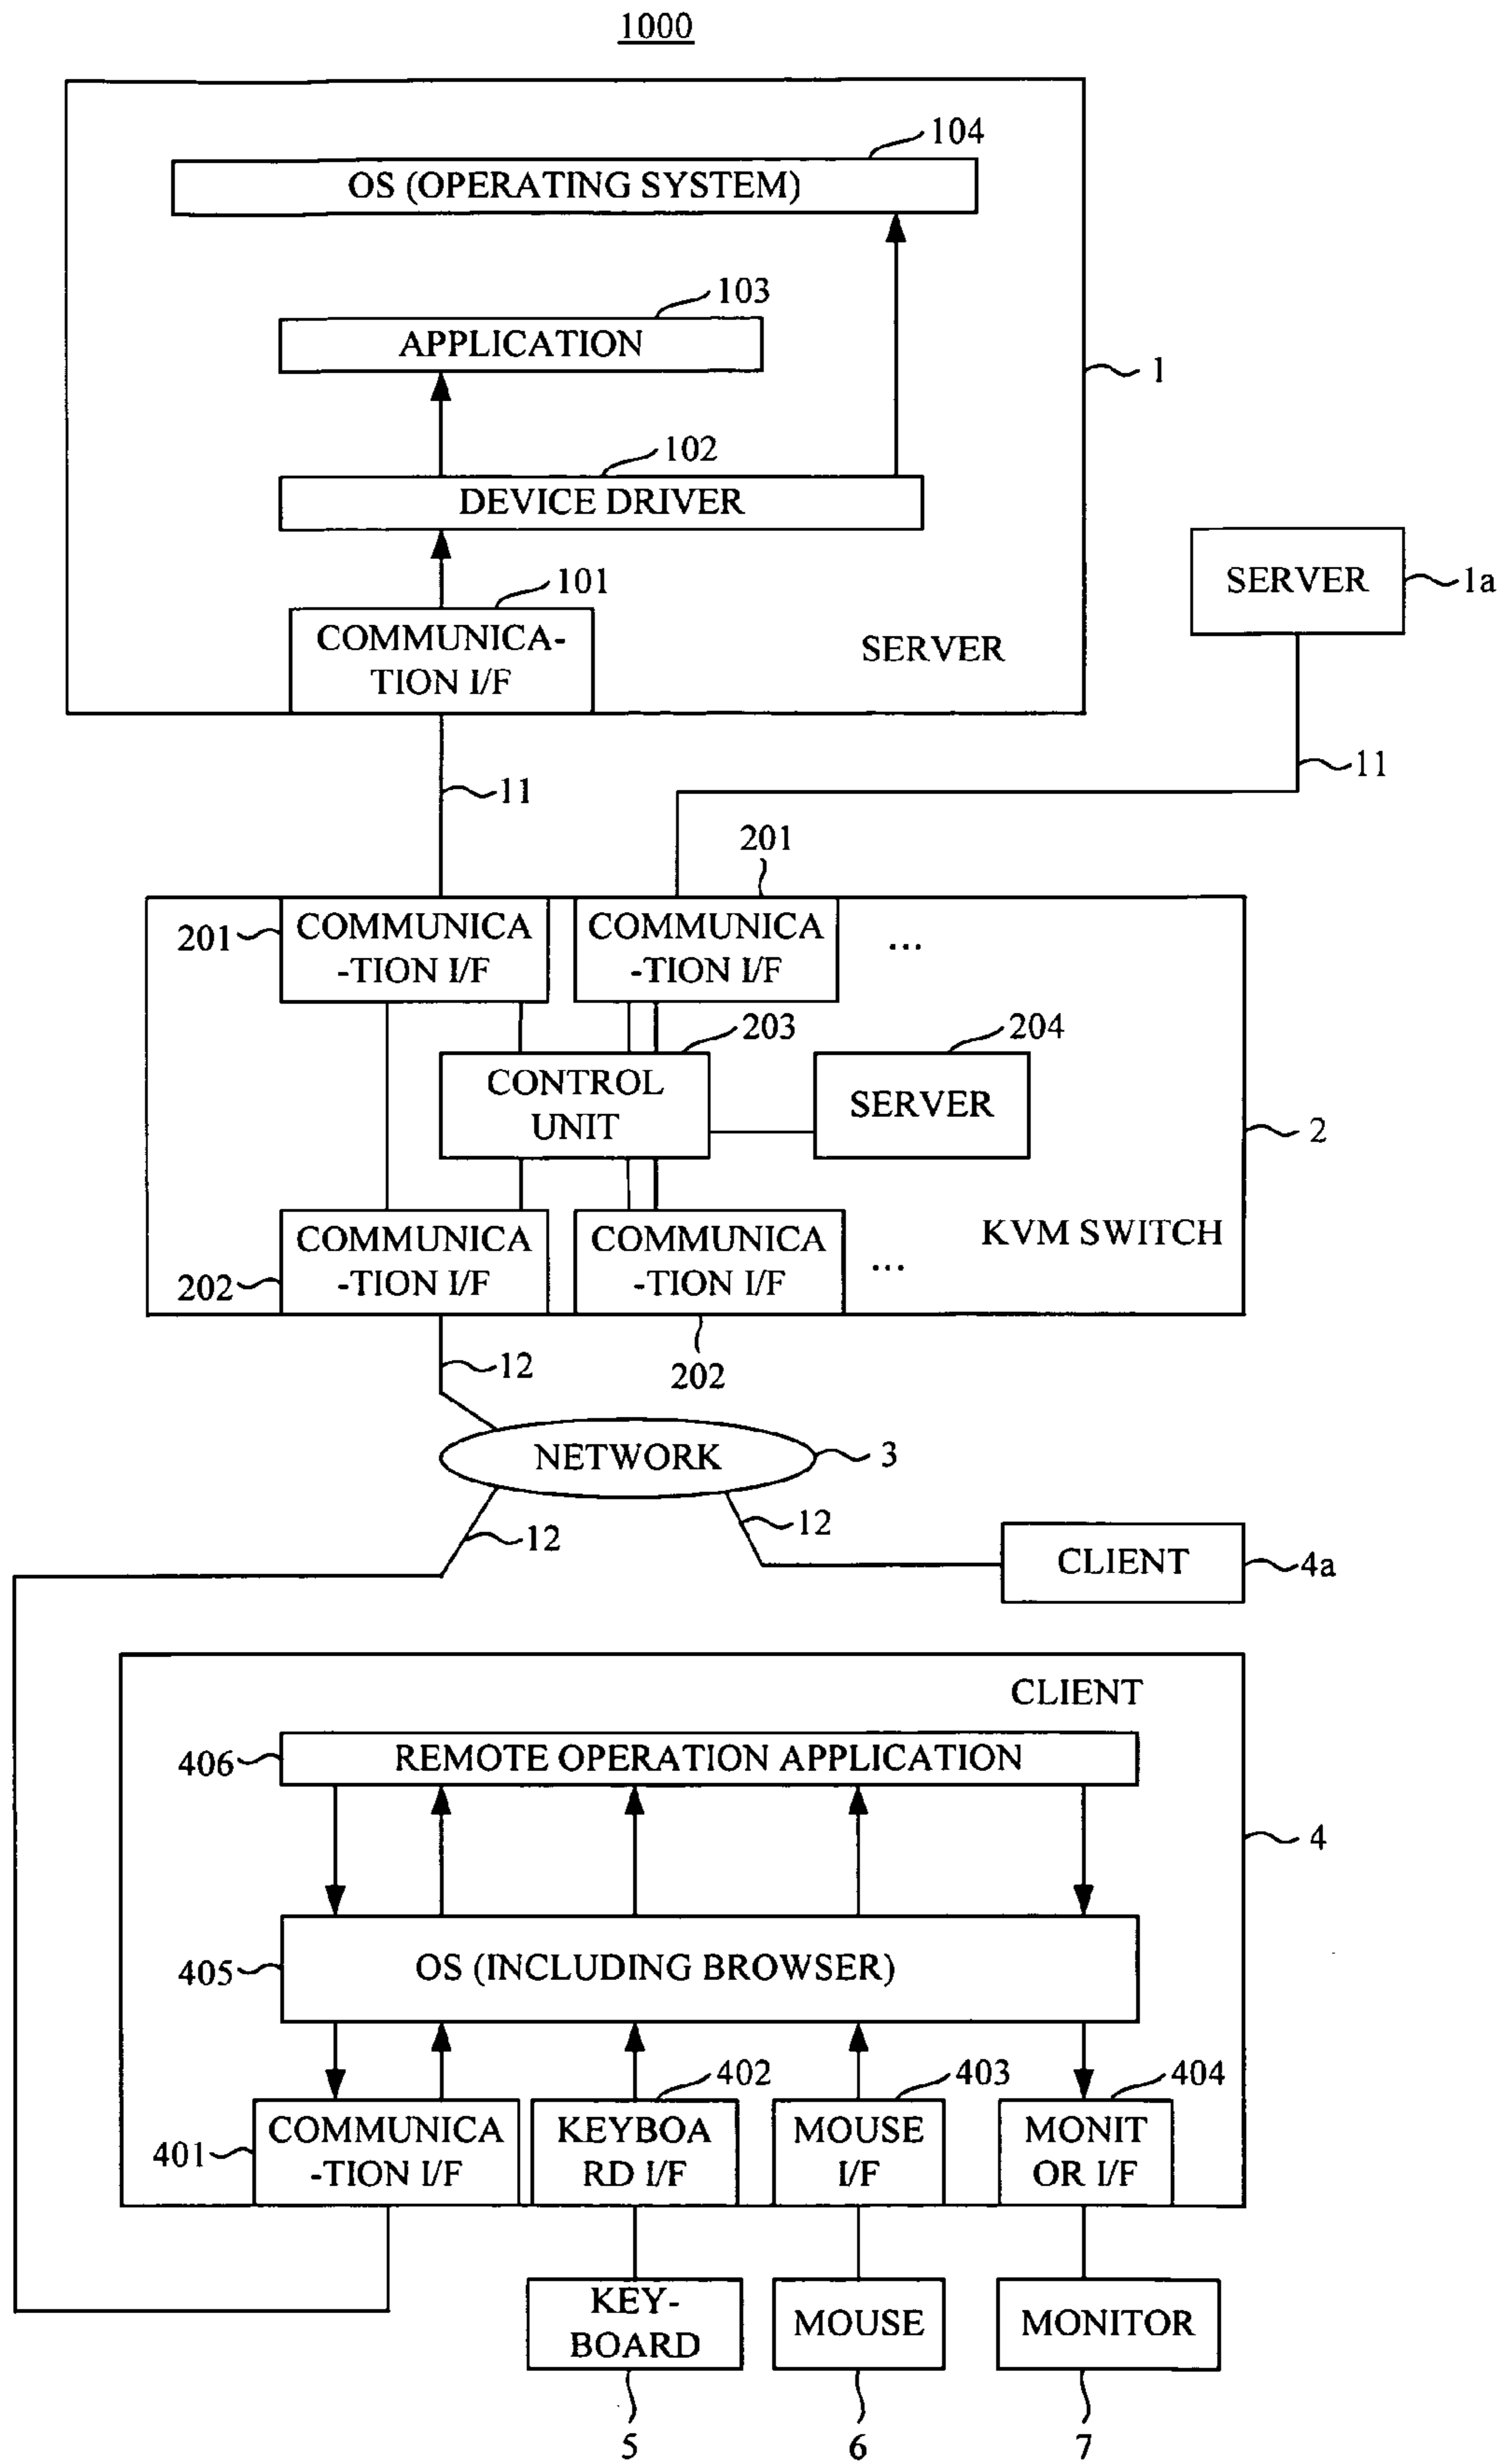 1000
104
OS (OPERATING SYSTEM)
103
APPLICATION
1
102
DEVICE DRIVER
101
COMMUNICA-
TION I/F
SERVER
SERVER
1a
11
11
201
201
COMMUNICA
-TION I/F
COMMUNICA
-TION I/F
...
203
204
CONTROL
UNIT
SERVER
2
KVM SWITCH
202
COMMUNICA
-TION I/F
COMMUNICA
-TION I/F
...
12
202
NETWORK
3
12
12
CLIENT
4a
CLIENT
406
REMOTE OPERATION APPLICATION
4
405
OS (INCLUDING BROWSER)
402
403
404
401
COMMUNICA
-TION I/F
KEYBOA
RD I/F
MOUSE
I/F
MONIT
OR I/F
KEY-
BOARD
MOUSE
MONITOR
5
6
7